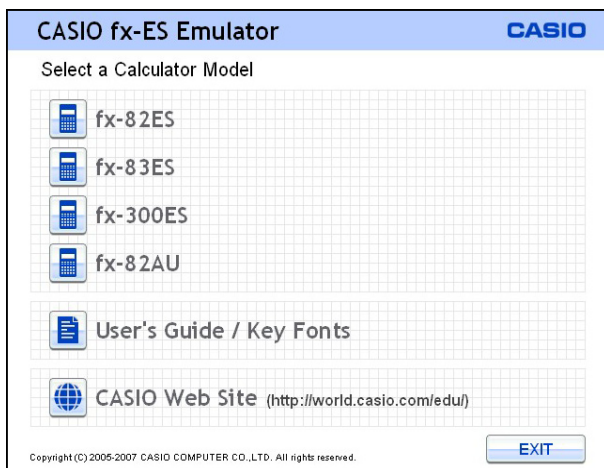 CASIO fx-ES Emulator
CASIO
Select a Calculator Model
fx-82ES
fx-83ES
fx-300ES
fx-82AU
User's Guide / Key Fonts
CASIO Web Site (http://world.casio.com/edu/)
Copyright (C) 2005-2007 CASIO COMPUTER CO.,LTD. All rights reserved.
EXIT